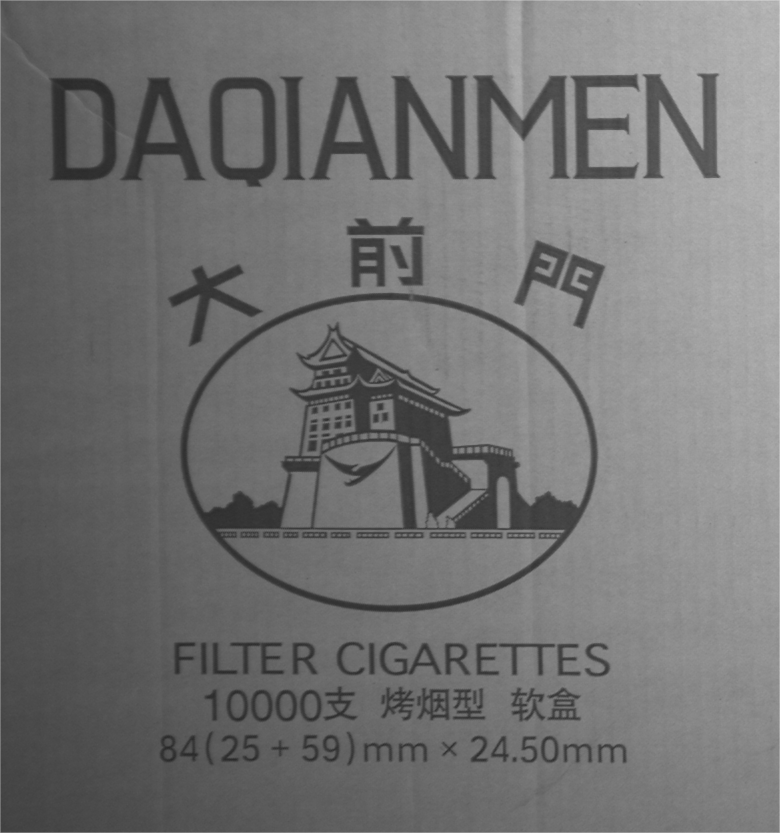 DAQIANMEN
大前門
FILTER CIGARETTES
10000支 烤烟型 软盒
84(25+59)mm×24.50mm